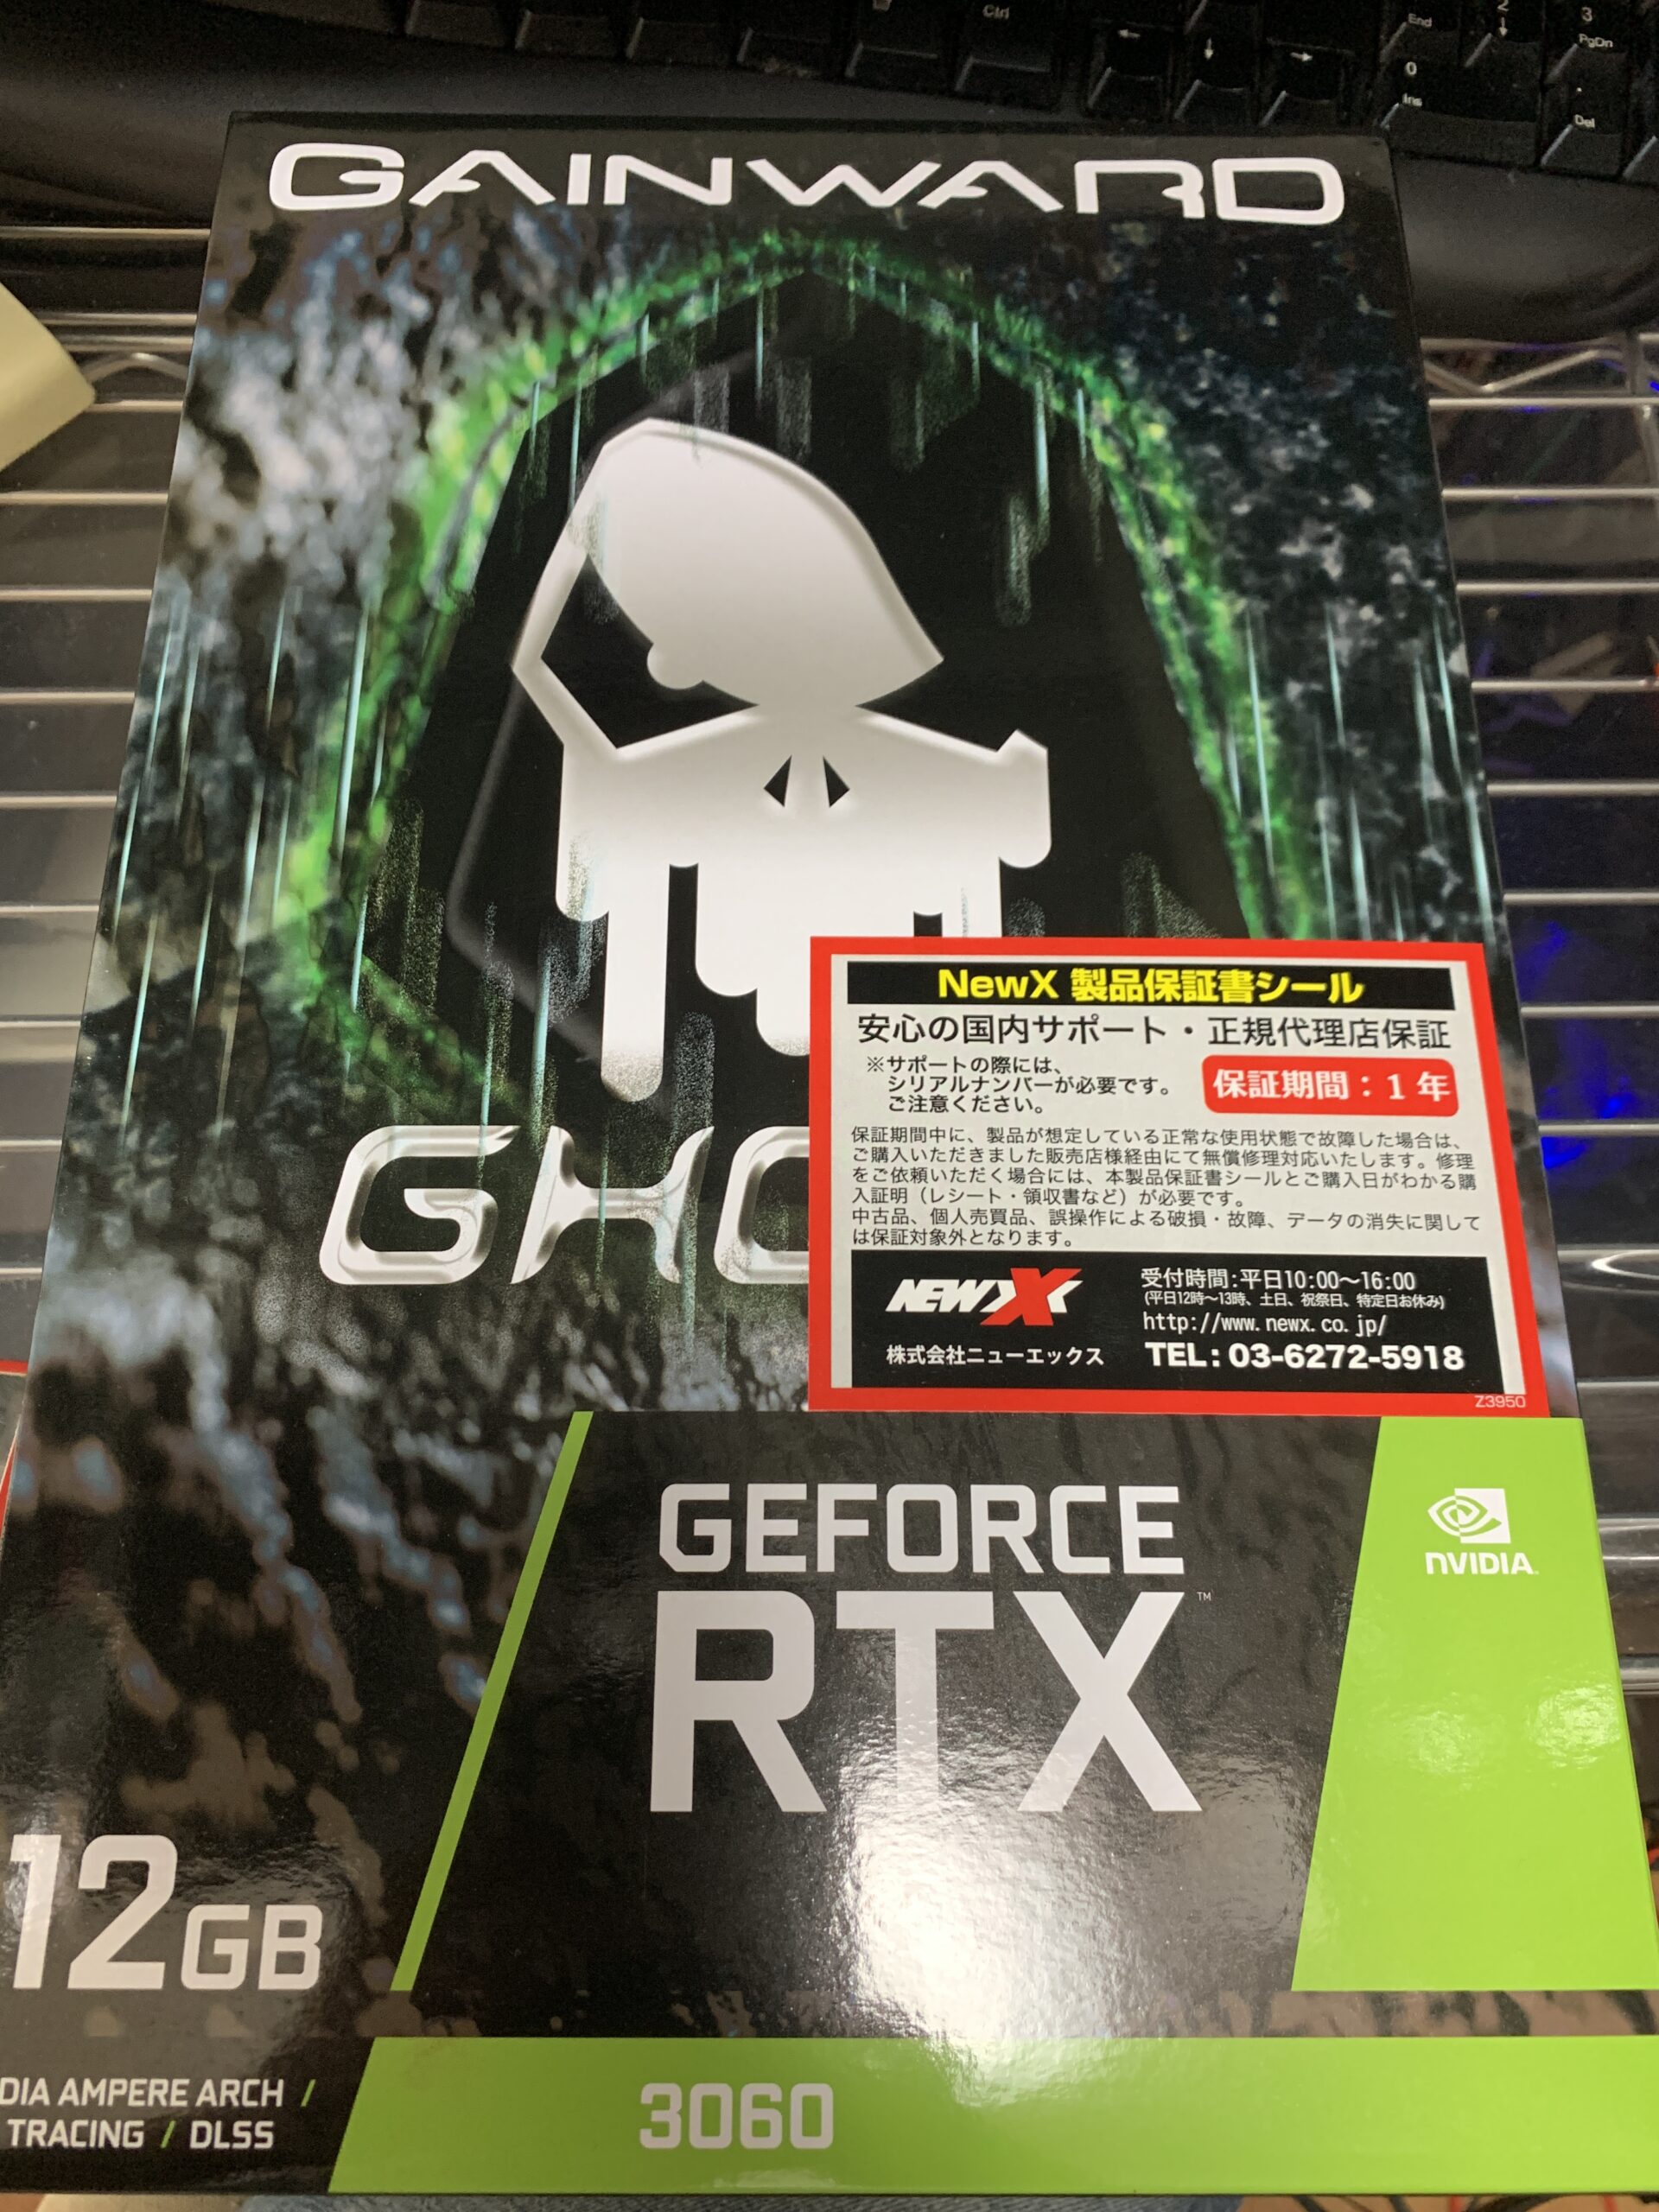 Ctrl
End
2
3
PgDn
0
Ins
.
Del
GAINWARD
NewX 製品保証書シール
安心の国内サポート・正規代理店保証
※サポートの際には、
シリアルナンバーが必要です。
ご注意ください。
保証期間：1年
保証期間中に、製品が想定している正常な使用状態で故障した場合は、
ご購入いただきました販売店様経由にて無償修理対応いたします。修理
をご依頼いただく場合には、本製品保証書シールとご購入日がわかる購
入証明（レシート・領収書など）が必要です。
中古品、個人売買品、誤操作による破損・故障、データの消失に関して
は保証対象外となります。
NEWX
株式会社ニューエックス
受付時間:平日10:00～16:00
(平日12時～13時、土日、祝祭日、特定日お休み)
http://www.newx.co.jp/
TEL: 03-6272-5918
Z3950
GHO
GEFORCE
RTX™
NVIDIA.
12GB
DIA AMPERE ARCH /
TRACING / DLSS
3060